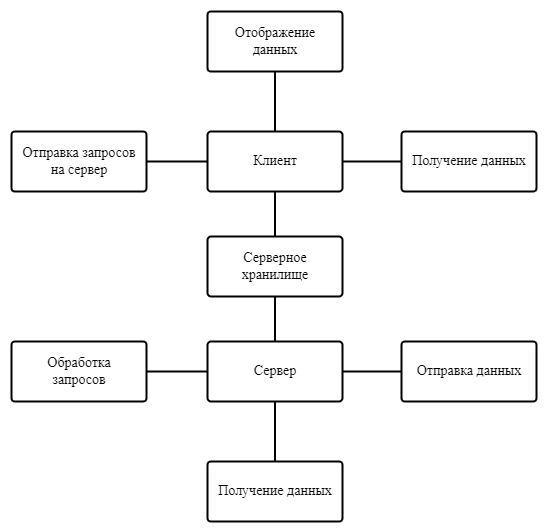 Отображение
данных
Отправка запросов
на сервер
Клиент
Получение данных
Серверное
хранилище
Обработка
запросов
Сервер
Отправка данных
Получение данных